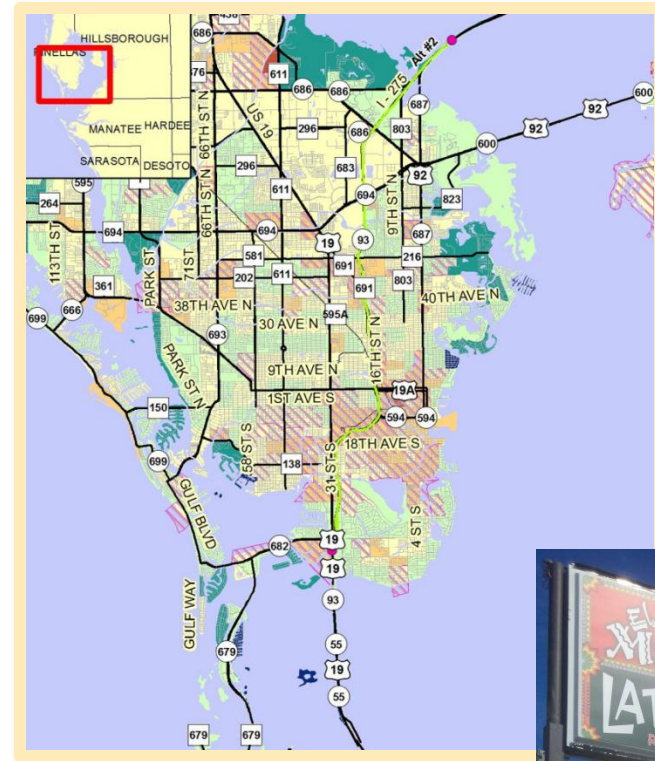 HILLSBOROUGH
PINELLAS
MANATEE HARDEE
SARASOTA DESOTO
686
611
Alt #2
I - 275
686
686
687
600
US 19
66TH ST N
296
686
803
92
92
600
683
296
611
694
92
9TH ST N
823
595
264
694
113TH ST
PARK ST
71ST
66TH ST N
694
19
93
687
581
691
216
361
202
611
691
803
38TH AVE N
40TH AVE N
666
699
693
30 AVE N
595A
16TH ST N
PARK ST N
9TH AVE N
19A
1ST AVE S
150
594
594
58 ST S
18TH AVE S
138
31 ST S
699
GULF BLVD
4 ST S
19
682
19
GULF WAY
93
679
55
19
55
679
679
LAT